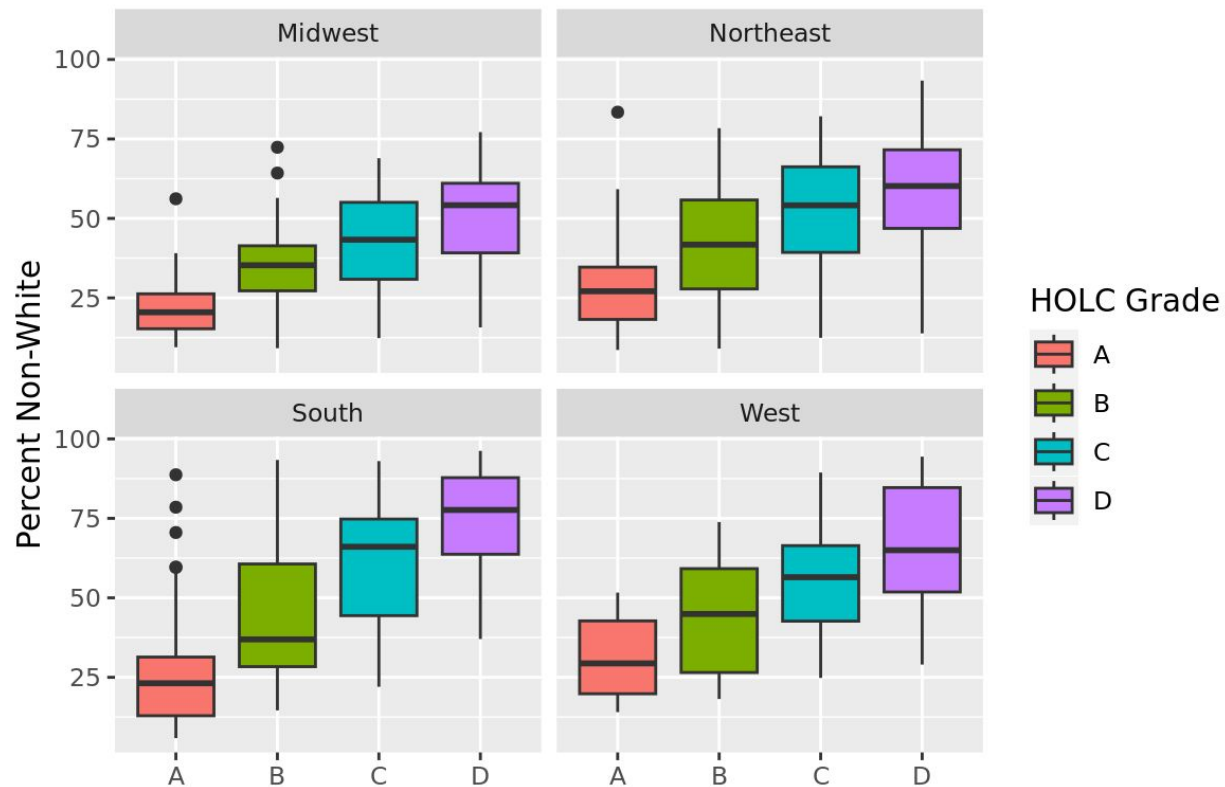 Midwest
Northeast
100
75
50
25
South
West
100
75
50
25
A B C D
A B C D
Percent Non-White
HOLC Grade
A
B
C
D